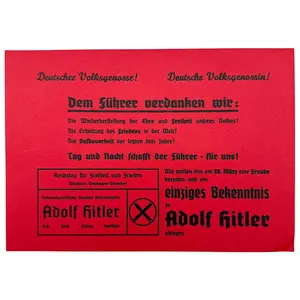 Deutscher Volksgenosse! Deutsche Volksgenossin!
Dem Führer verdanken wir:
Die Wiederherstellung der Ehre und Freiheit unseres Volkes!
Die Erhaltung des Friedens in der Welt!
Die Aufbauarbeit der letzten drei Jahre!
Tag und Nacht schafft der Führer - für uns!
Reichstag für Freiheit und Frieden
Nationalsozialistische Deutsche Arbeiterpartei
Adolf Hitler
Wir wollen ihm am 29. März eine Freude
bereiten und ein
einziges Bekenntnis
zu
Adolf Hitler
ablegen